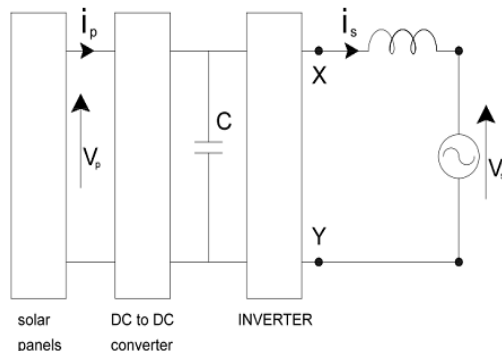 i_p
i_s
X
C
V_p
V
Y
solar
panels
DC to DC
converter
INVERTER